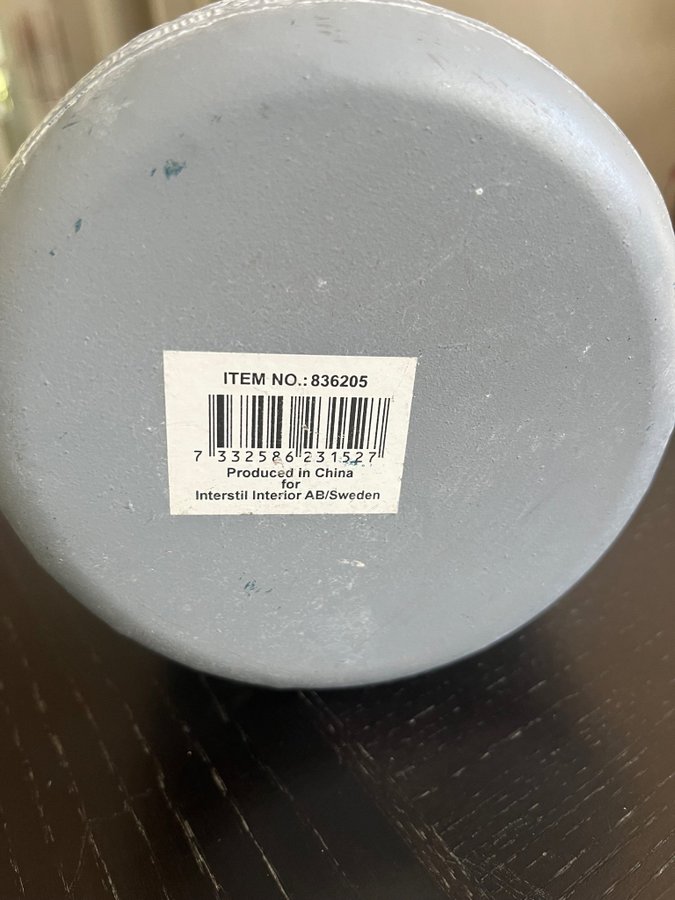 ITEM NO.: 836205
7 332586 231527
Produced in China
for
Interstil Interior AB/Sweden